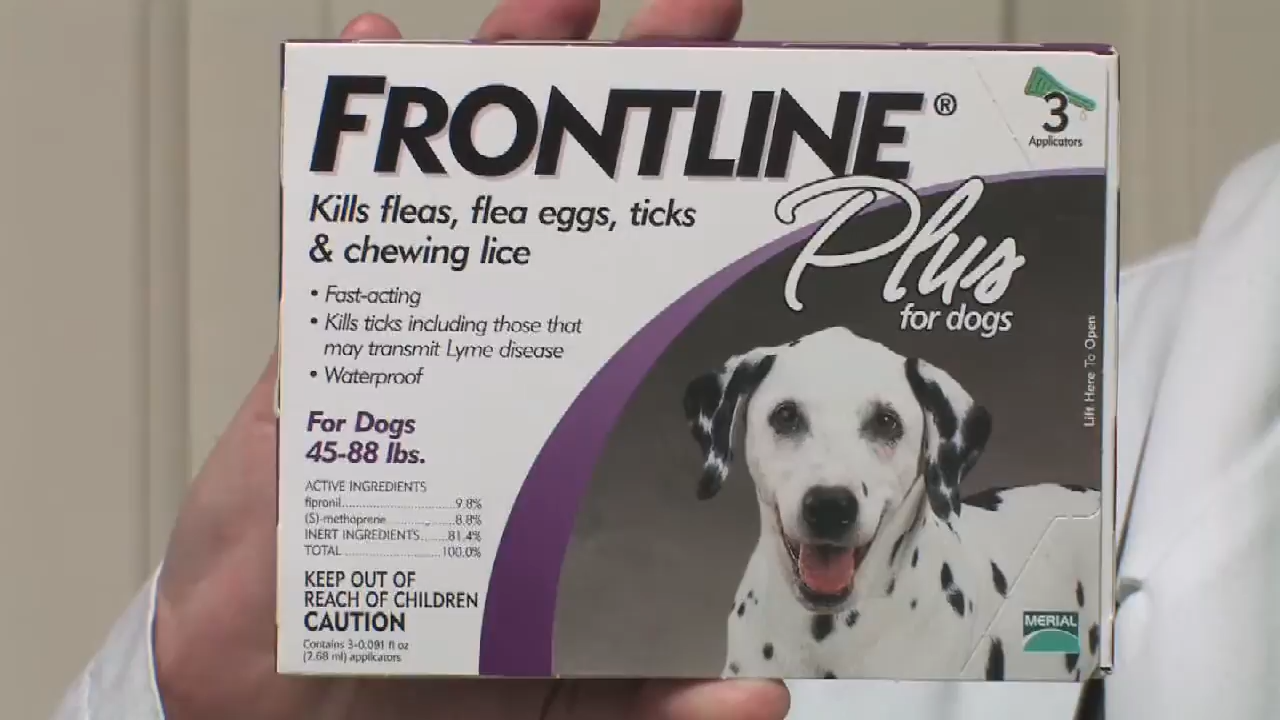 FRONTLINE®
3
Applicators
Plus
for dogs
Kills fleas, flea eggs, ticks
& chewing lice
• Fast-acting
• Kills ticks including those that
may transmit Lyme disease
• Waterproof
For Dogs
45-88 lbs.
ACTIVE INGREDIENTS
fipronil..............................9.8%
(S)-methoprene..................8.8%
INERT INGREDIENTS.......81.4%
TOTAL............................100.0%
KEEP OUT OF
REACH OF CHILDREN
CAUTION
Contains 3-0.091 fl oz
(2.68 ml) applicators
Lift Here To Open
MERIAL